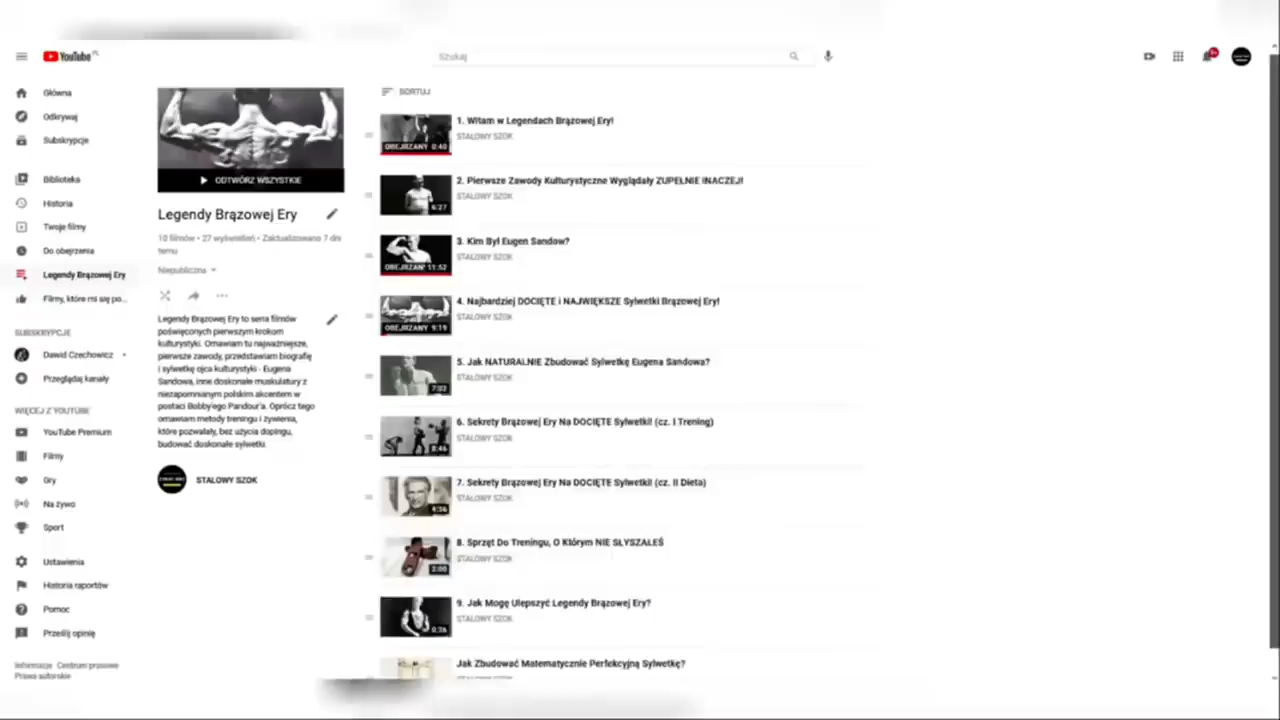 YouTube PL
Szukaj
9+
Główna
Odkrywaj
Subskrypcje
Biblioteka
Historia
Twoje filmy
Do obejrzenia
Legendy Brązowej Ery
Filmy, które mi się po...
SUBSKRYPCJE
Dawid Czechowicz
Przeglądaj kanały
WIĘCEJ Z YOUTUBE
YouTube Premium
Filmy
Gry
Na żywo
Sport
Ustawienia
Historia raportów
Pomoc
Prześlij opinię
Informacje Centrum prasowe
Prawa autorskie
ODTWÓRZ WSZYSTKIE
Legendy Brązowej Ery
10 filmów • 27 wyświetleń • Zaktualizowano 7 dni
temu
Niepubliczna
Legendy Brązowej Ery to seria filmów
poświęconych pierwszym krokom
kulturystyki. Omawiam tu najważniejsze,
pierwsze zawody, przedstawiam biografię
i sylwetkę ojca kulturystyki - Eugena
Sandowa, inne doskonałe muskulatury z
niezapomnianym polskim akcentem w
postaci Bobby'ego Pandour'a. Oprócz tego
omawiam metody treningu i żywienia,
które pozwalały, bez użycia dopingu,
budować doskonałe sylwetki.
STALOWY SZOK
SORTUJ
OBEJRZANY 0:40
1. Witam w Legendach Brązowej Ery!
STALOWY SZOK
6:27
2. Pierwsze Zawody Kulturystyczne Wyglądały ZUPEŁNIE INACZEJ!
STALOWY SZOK
OBEJRZANY 11:52
3. Kim Był Eugen Sandow?
STALOWY SZOK
OBEJRZANY 9:19
4. Najbardziej DOCIĘTE i NAJWIĘKSZE Sylwetki Brązowej Ery!
STALOWY SZOK
7:02
5. Jak NATURALNIE Zbudować Sylwetkę Eugena Sandowa?
STALOWY SZOK
8:46
6. Sekrety Brązowej Ery Na DOCIĘTE Sylwetki! (cz. I Trening)
STALOWY SZOK
4:36
7. Sekrety Brązowej Ery Na DOCIĘTE Sylwetki! (cz. II Dieta)
STALOWY SZOK
3:00
8. Sprzęt Do Treningu, O Którym NIE SŁYSZAŁEŚ
STALOWY SZOK
0:36
9. Jak Mogę Ulepszyć Legendy Brązowej Ery?
STALOWY SZOK
Jak Zbudować Matematycznie Perfekcyjną Sylwetkę?
STALOWY SZOK